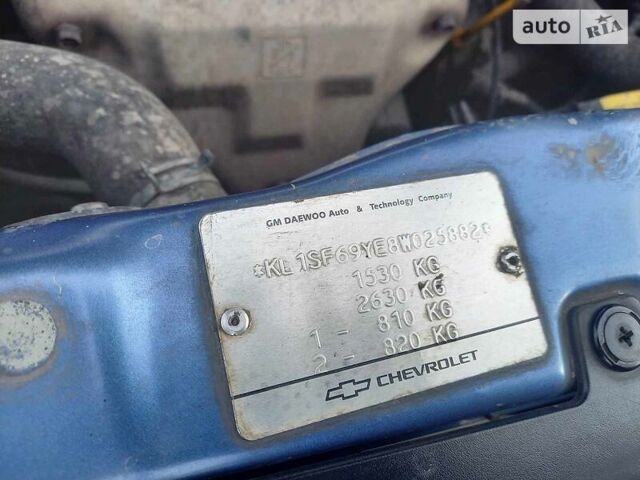 auto RIA
GM DAEWOO Auto & Technology Company
*KL1SF69YE8W025882*
1530 KG
2630 KG
1 - 810 KG
2 - 820 KG
CHEVROLET